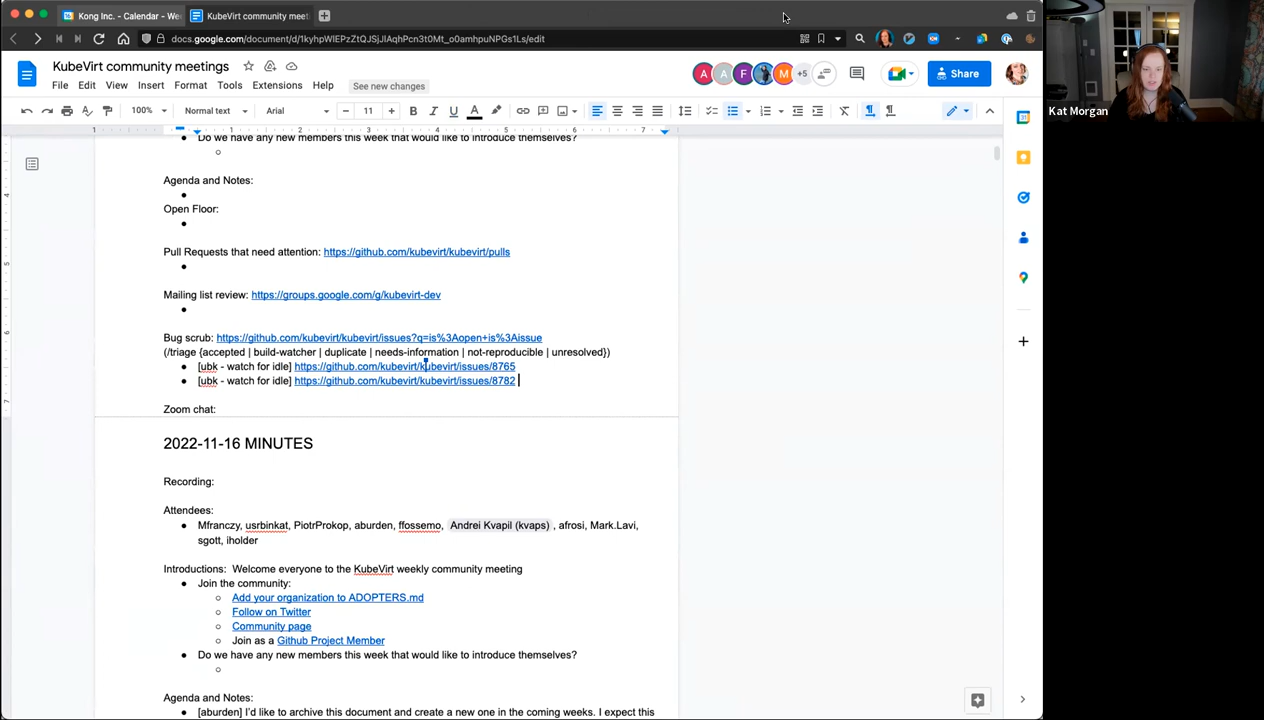 Kong Inc. - Calendar - We
KubeVirt community meet
docs.google.com/document/d/1kyhpWIEPzZtQJSjJIAqhPcn3t0Mt_o0amhpuNPGs1Ls/edit
KubeVirt community meetings
File Edit View Insert Format Tools Extensions Help
See new changes
A A F M +5
Share
100% Normal text Arial 11
1 1 2 3 4 5 6 7
Do we have any new members this week that would like to introduce themselves?
Agenda and Notes:
Open Floor:
Pull Requests that need attention: https://github.com/kubevirt/kubevirt/pulls
Mailing list review: https://groups.google.com/g/kubevirt-dev
Bug scrub: https://github.com/kubevirt/kubevirt/issues?q=is%3Aopen+is%3Aissue
(/triage {accepted | build-watcher | duplicate | needs-information | not-reproducible | unresolved})
[ubk - watch for idle] https://github.com/kubevirt/kubevirt/issues/8765
[ubk - watch for idle] https://github.com/kubevirt/kubevirt/issues/8782
Zoom chat:
2022-11-16 MINUTES
Recording:
Attendees:
Mfranczy, usrbinkat, PiotrProkop, aburden, ffossemo, Andrei Kvapil (kvaps) , afrosi, Mark.Lavi,
sgott, iholder
Introductions: Welcome everyone to the KubeVirt weekly community meeting
Join the community:
Add your organization to ADOPTERS.md
Follow on Twitter
Community page
Join as a Github Project Member
Do we have any new members this week that would like to introduce themselves?
Agenda and Notes:
[aburden] I'd like to archive this document and create a new one in the coming weeks. I expect this
Kat Morgan